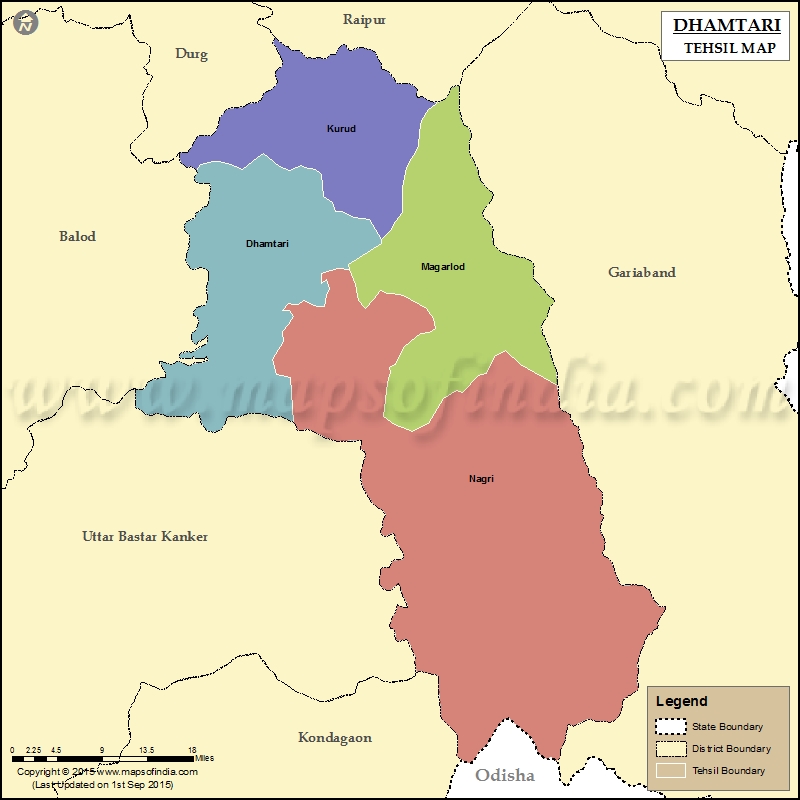 N
Raipur
DHAMTARI
TEHSIL MAP
Durg
Kurud
Balod
Dhamtari
Magarlod
Gariaband
www.mapsofindia.com
Nagri
Uttar Bastar Kanker
Kondagaon
Odisha
Legend
State Boundary
District Boundary
Tehsil Boundary
0 2.25 4.5 9 13.5 18
Miles
Copyright © 2015 www.mapsofindia.com
(Last Updated on 1st Sep 2015)